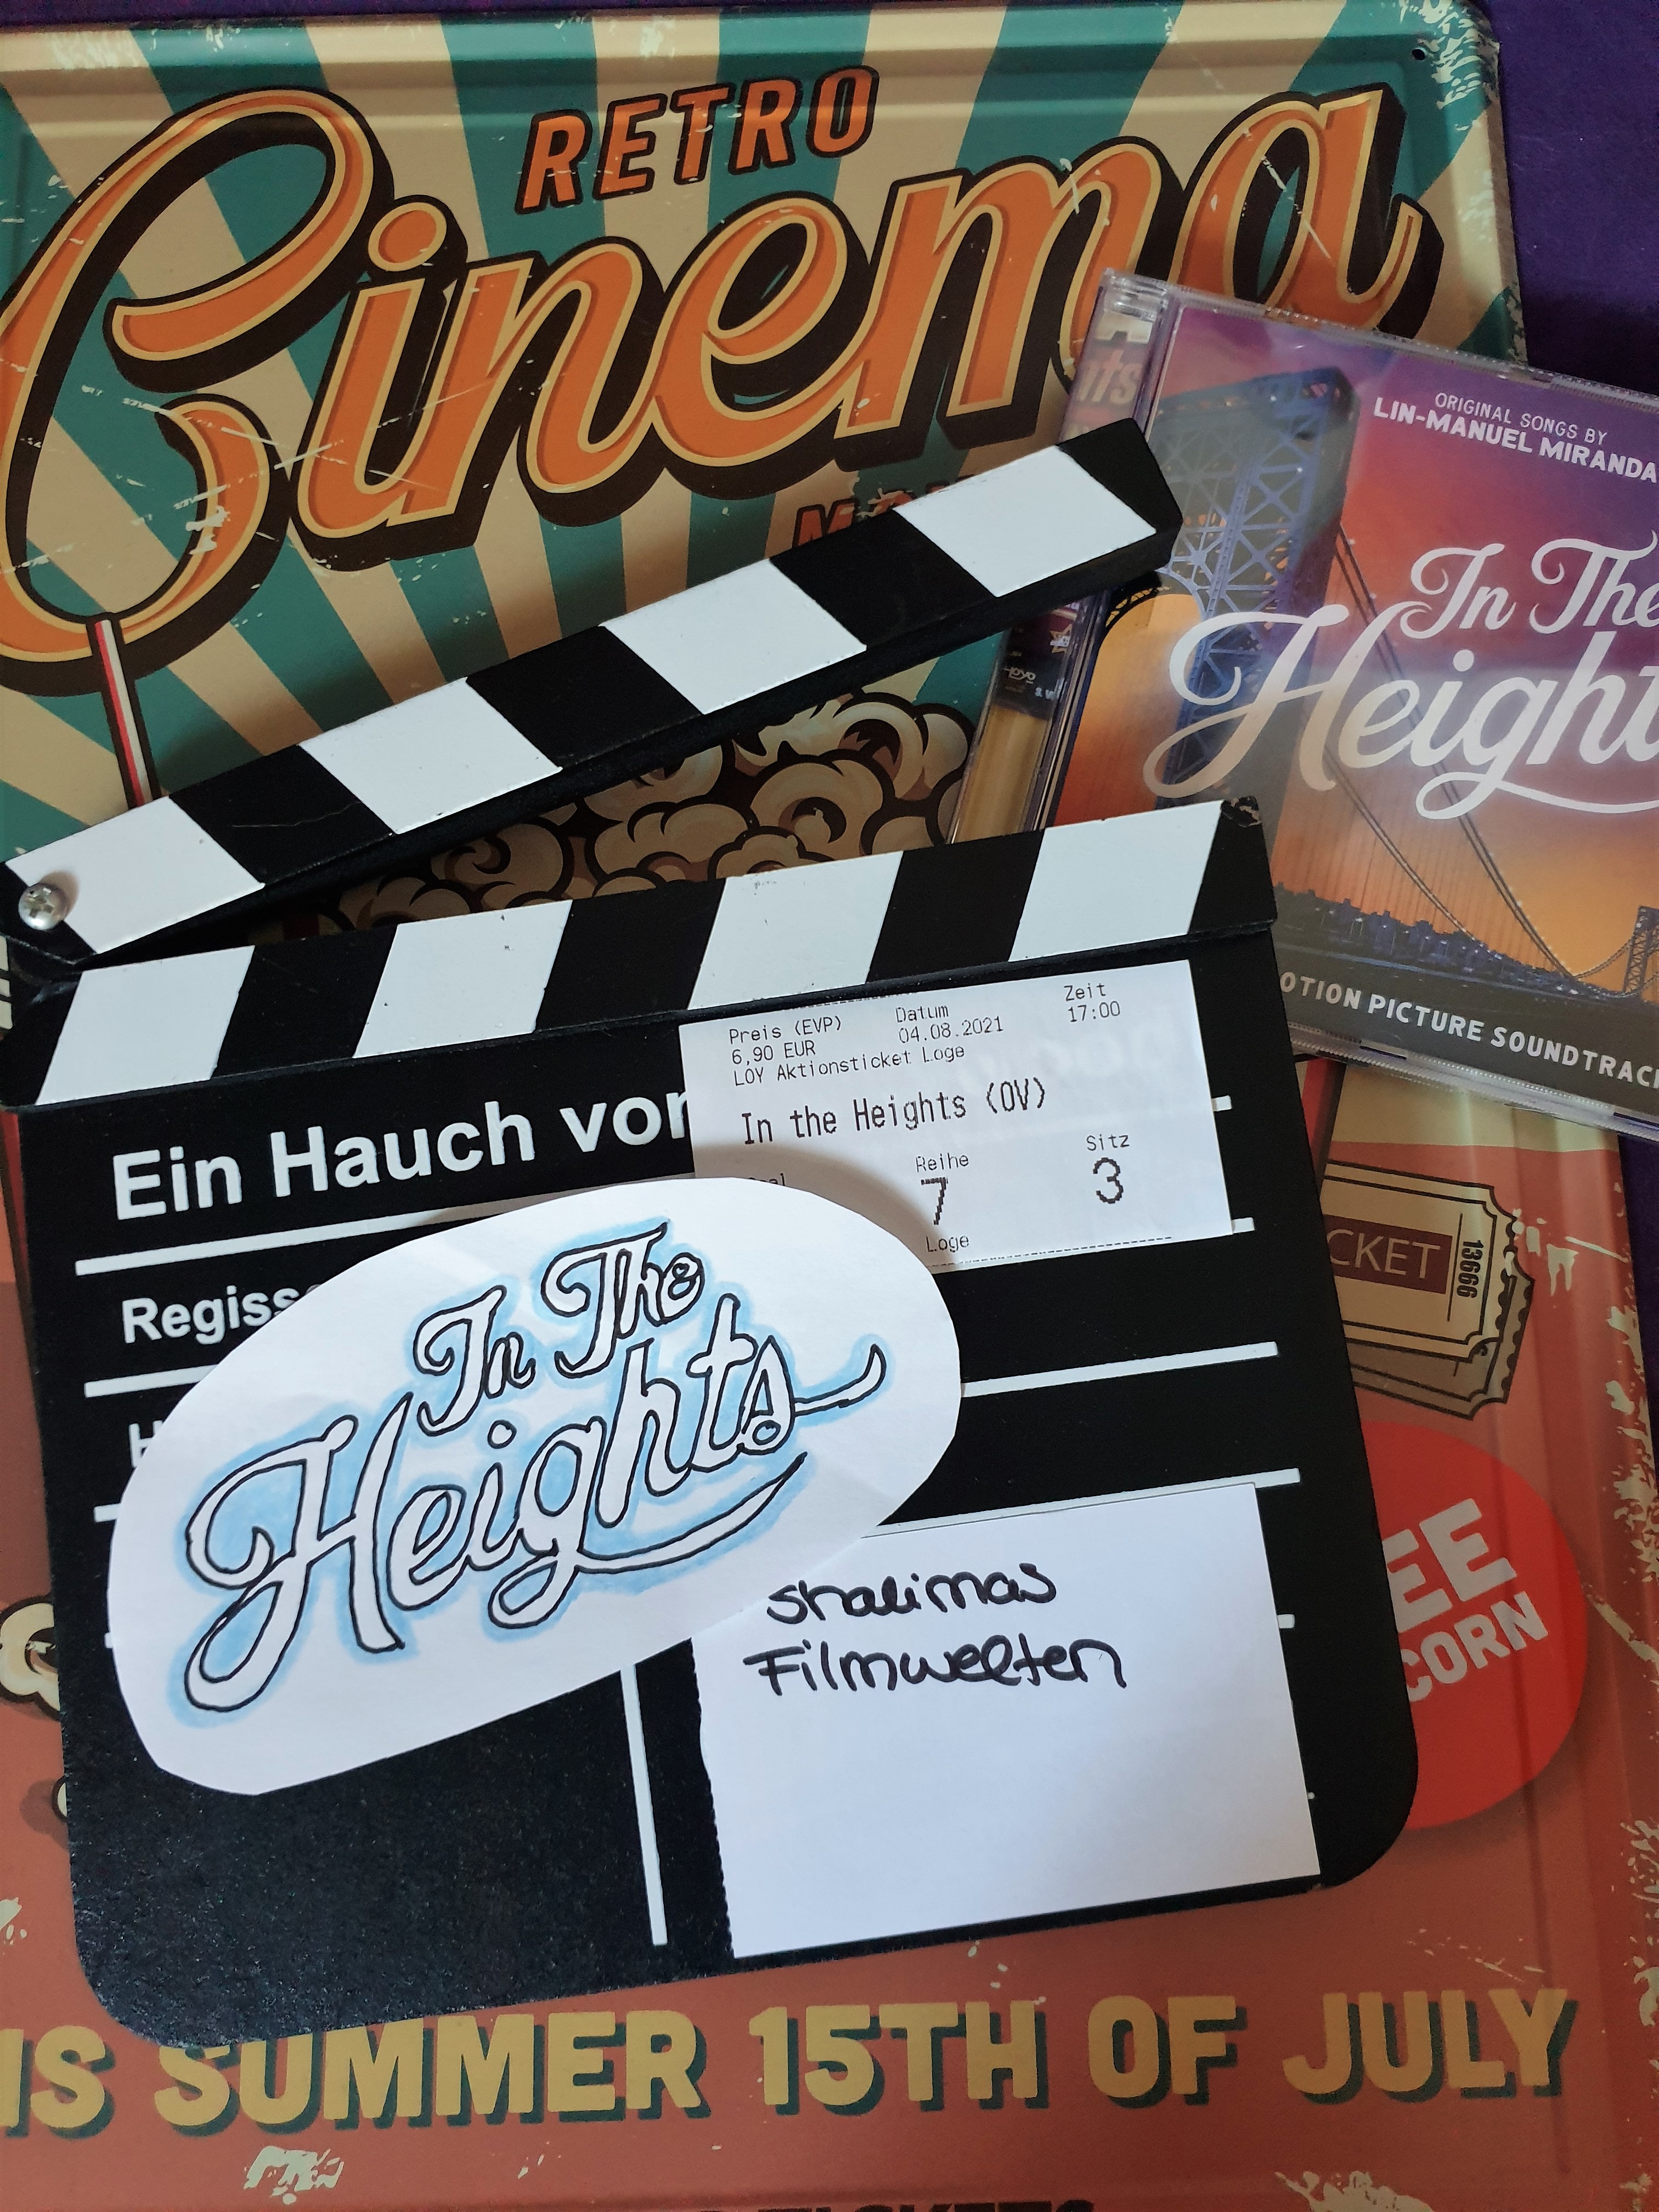 RETRO
Cinema
ORIGINAL SONGS BY
LIN-MANUEL MIRANDA
In The
Height
OTION PICTURE SOUNDTRACK
Preis (EVP) Datum Zeit
6,90 EUR 04.08.2021 17:00
LOY Aktionsticket Loge
In the Heights (OV)
Reihe Sitz
7 3
Loge
Ein Hauch von
Regiss
In The
Heights
Shalimas
Filmwelten
CKET
13666
EE
CORN
IS SUMMER 15TH OF JULY